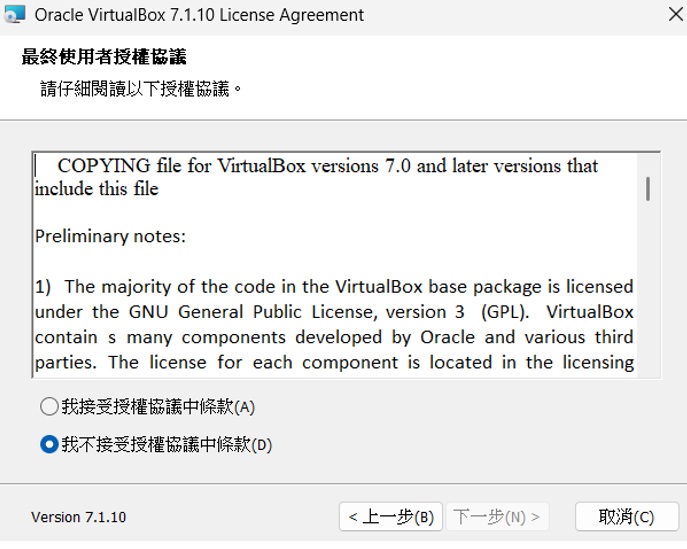 Oracle VirtualBox 7.1.10 License Agreement
最終使用者授權協議
請仔細閱讀以下授權協議。
COPYING file for VirtualBox versions 7.0 and later versions that
include this file
Preliminary notes:
1) The majority of the code in the VirtualBox base package is licensed
under the GNU General Public License, version 3 (GPL). VirtualBox
contain s many components developed by Oracle and various third
parties. The license for each component is located in the licensing
我接受授權協議中條款(A)
我不接受授權協議中條款(D)
Version 7.1.10
< 上一步(B) 下一步(N) > 取消(C)